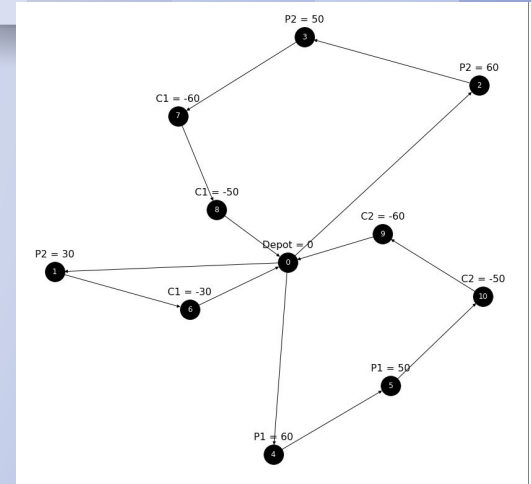 P2 = 50
3
P2 = 60
2
C1 = -60
7
C1 = -50
8
C2 = -60
9
Depot = 0
0
P2 = 30
1
C1 = -30
6
C2 = -50
10
P1 = 50
5
P1 = 60
4